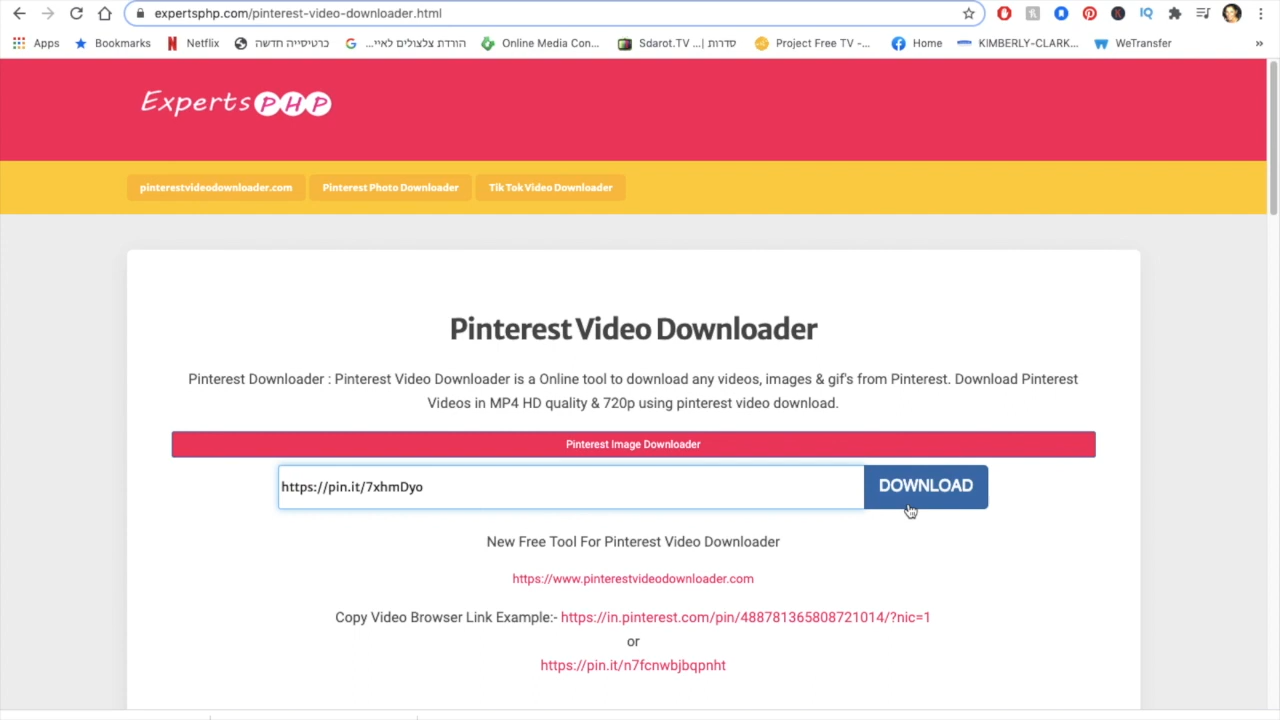 expertsphp.com/pinterest-video-downloader.html
Apps Bookmarks Netflix כרטיסייה חדשה הורדת צלצולים לאיי... Online Media Con... Sdarot.TV סדרות |... Project Free TV -... Home KIMBERLY-CLARK... WeTransfer »
Experts PHP
pinterestvideodownloader.com Pinterest Photo Downloader Tik Tok Video Downloader
Pinterest Video Downloader
Pinterest Downloader : Pinterest Video Downloader is a Online tool to download any videos, images & gif's from Pinterest. Download Pinterest
Videos in MP4 HD quality & 720p using pinterest video download.
Pinterest Image Downloader
https://pin.it/7xhmDyo DOWNLOAD
New Free Tool For Pinterest Video Downloader
https://www.pinterestvideodownloader.com
Copy Video Browser Link Example:- https://in.pinterest.com/pin/488781365808721014/?nic=1
or
https://pin.it/n7fcnwbjbqpnht